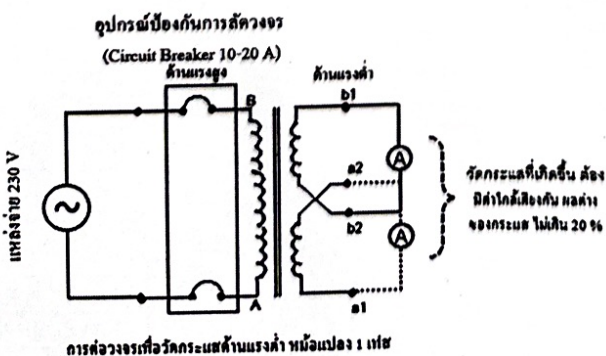 อุปกรณ์ป้องกันการลัดวงจร
(Circuit Breaker 10-20 A)
ด้านแรงสูง
ด้านแรงต่ำ
B
b1
A
แหล่งจ่าย 230 V
a2
b2
A
วัดกระแสที่เกิดขึ้น ต้อง
มีค่าใกล้เคียงกัน ผลต่าง
ของกระแส ไม่เกิน 20 %
A
a1
การต่อวงจรเพื่อวัดกระแสด้านแรงต่ำ หม้อแปลง 1 เฟส